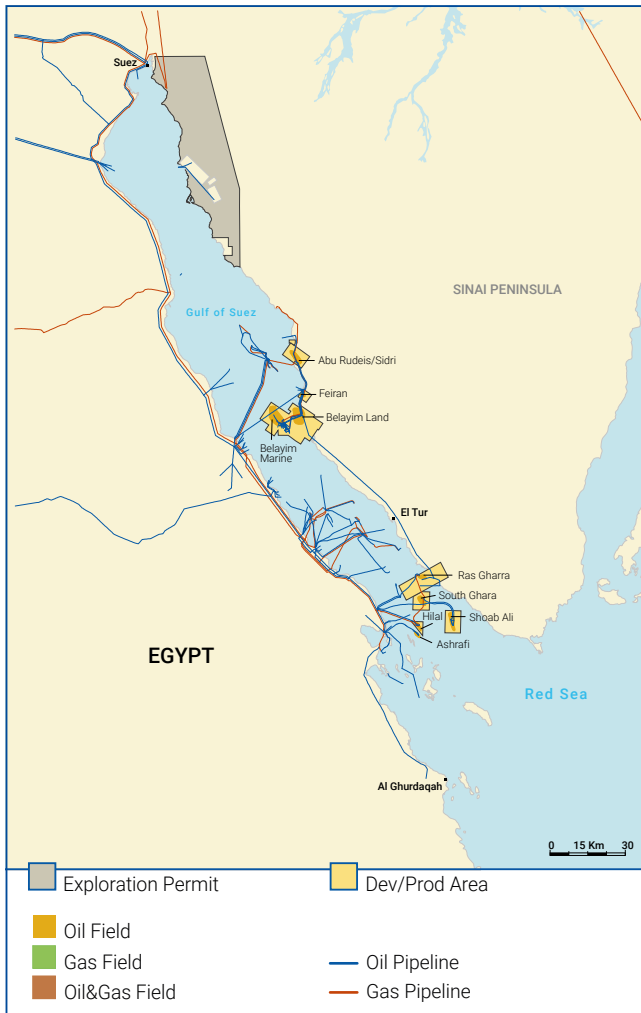 Suez
SINAI PENINSULA
Gulf of Suez
Abu Rudeis/Sidri
Feiran
Belayim Land
Belayim
Marine
El Tur
Ras Gharra
South Ghara
Hilal
Shoab Ali
Ashrafi
EGYPT
Red Sea
Al Ghurdaqah
0 15 Km 30
Exploration Permit
Dev/Prod Area
Oil Field
Gas Field
Oil Pipeline
Oil&Gas Field
Gas Pipeline